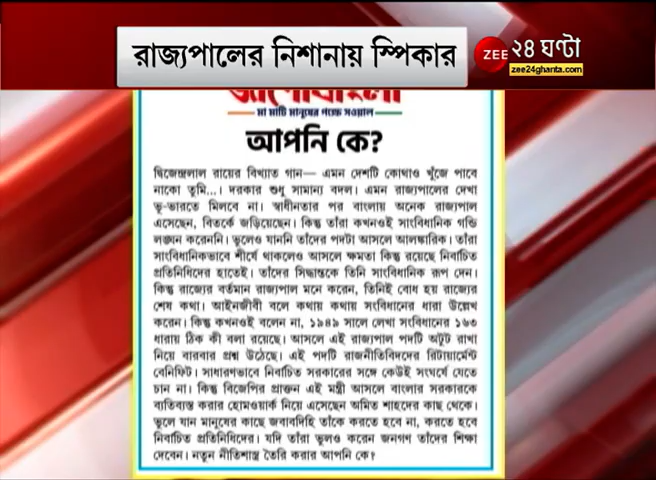 রাজ্যপালের নিশানায় স্পিকার
ZEE ২৪ ঘণ্টা
zee24ghanta.com
জাগোবাংলা
মা মাটি মানুষের পক্ষে সওয়াল
আপনি কে?
দ্বিজেন্দ্রলাল রায়ের বিখ্যাত গান— এমন দেশটি কোথাও খুঁজে পাবে
নাকো তুমি...। দরকার শুধু সামান্য বদল। এমন রাজ্যপালের দেখা
ভূ-ভারতে মিলবে না। স্বাধীনতার পর বাংলায় অনেক রাজ্যপাল
এসেছেন, বিতর্কে জড়িয়েছেন। কিন্তু তাঁরা কখনওই সাংবিধানিক গন্ডি
লঙ্ঘন করেননি। ভুলেও যাননি তাঁদের পদটা আসলে আলঙ্কারিক। তাঁরা
সাংবিধানিকভাবে শীর্ষে থাকলেও আসলে ক্ষমতা কিন্তু রয়েছে নির্বাচিত
প্রতিনিধিদের হাতেই। তাঁদের সিদ্ধান্তকে তিনি সাংবিধানিক রূপ দেন।
কিন্তু রাজ্যের বর্তমান রাজ্যপাল মনে করেন, তিনিই বোধ হয় রাজ্যের
শেষ কথা। আইনজীবী বলে কথায় কথায় সংবিধানের ধারা উল্লেখ
করেন। কিন্তু কখনওই বলেন না, ১৯৪৯ সালে লেখা সংবিধানের ১৬৩
ধারায় ঠিক কী বলা রয়েছে। আসলে এই রাজ্যপাল পদটি অটুট রাখা
নিয়ে বারবার প্রশ্ন উঠেছে। এই পদটি রাজনীতিবিদদের রিটায়ার্মেন্ট
বেনিফিট। সাধারণভাবে নির্বাচিত সরকারের সঙ্গে কেউই সংঘর্ষে যেতে
চান না। কিন্তু বিজেপির প্রাক্তন এই মন্ত্রী আসলে বাংলার সরকারকে
ব্যতিব্যস্ত করার হোমওয়ার্ক নিয়ে এসেছেন অমিত শাহদের কাছ থেকে।
ভুলে যান মানুষের কাছে জবাবদিহি তাঁকে করতে হবে না, করতে হবে
নির্বাচিত প্রতিনিধিদের। যদি তাঁরা ভুলও করেন জনগণ তাঁদের শিক্ষা
দেবেন। নতুন নীতিশাস্ত্র তৈরি করার আপনি কে?